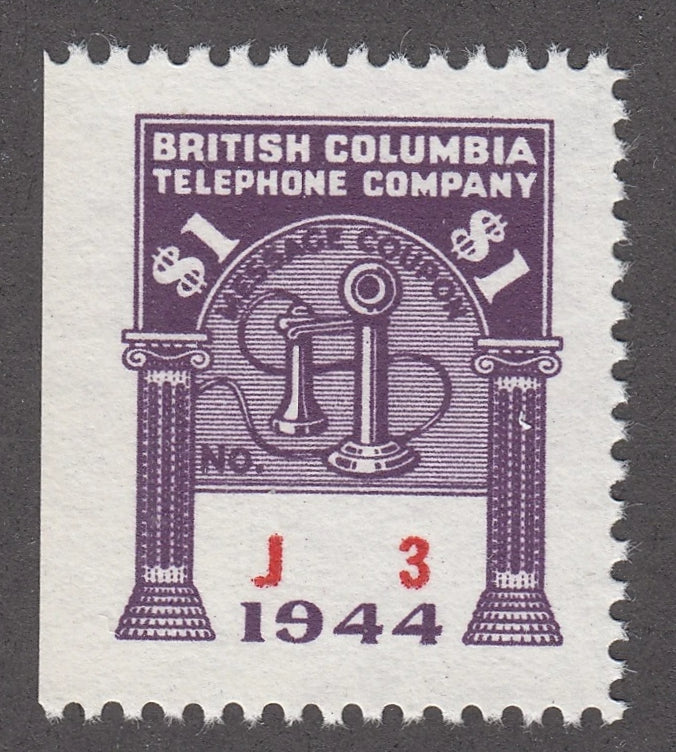 BRITISH COLUMBIA
TELEPHONE COMPANY
$1 $1
MESSAGE COUPON
NO.
J 3
1944